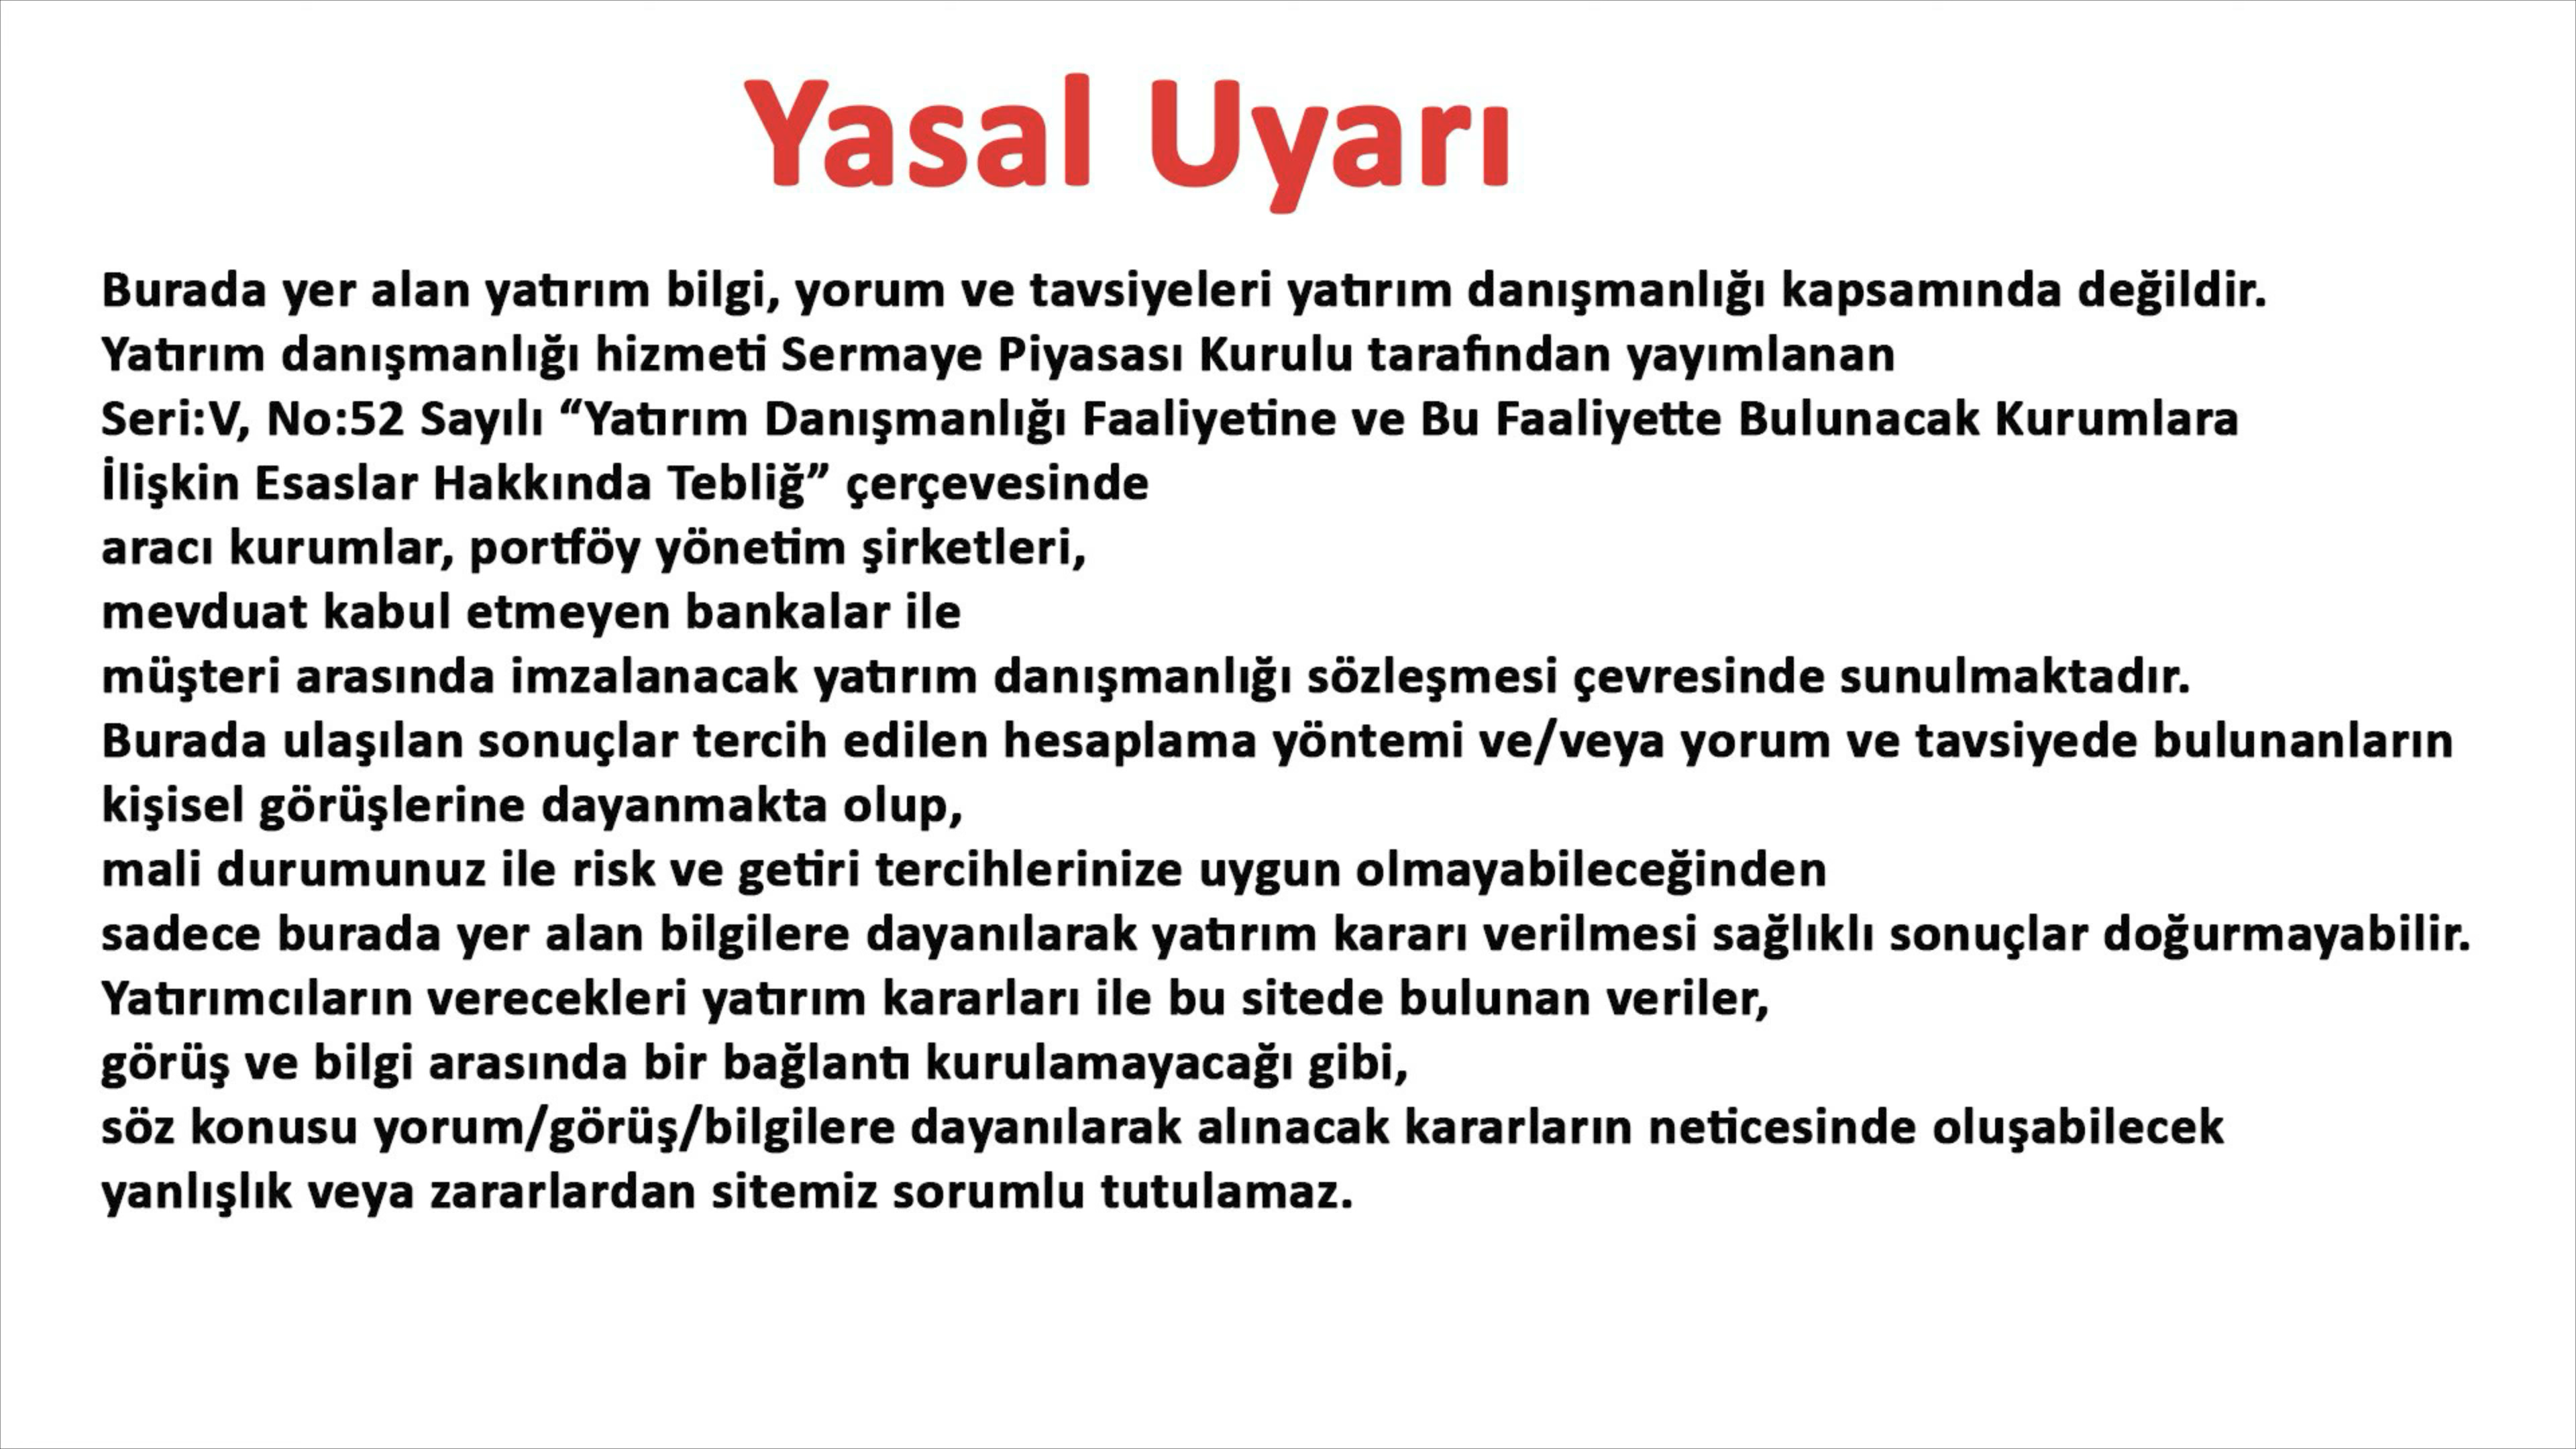 Yasal Uyarı
Burada yer alan yatırım bilgi, yorum ve tavsiyeleri yatırım danışmanlığı kapsamında değildir.
Yatırım danışmanlığı hizmeti Sermaye Piyasası Kurulu tarafından yayımlanan
Seri:V, No:52 Sayılı “Yatırım Danışmanlığı Faaliyetine ve Bu Faaliyette Bulunacak Kurumlara
İlişkin Esaslar Hakkında Tebliğ” çerçevesinde
aracı kurumlar, portföy yönetim şirketleri,
mevduat kabul etmeyen bankalar ile
müşteri arasında imzalanacak yatırım danışmanlığı sözleşmesi çevresinde sunulmaktadır.
Burada ulaşılan sonuçlar tercih edilen hesaplama yöntemi ve/veya yorum ve tavsiyede bulunanların
kişisel görüşlerine dayanmakta olup,
mali durumunuz ile risk ve getiri tercihlerinize uygun olmayabileceğinden
sadece burada yer alan bilgilere dayanılarak yatırım kararı verilmesi sağlıklı sonuçlar doğurmayabilir.
Yatırımcıların verecekleri yatırım kararları ile bu sitede bulunan veriler,
görüş ve bilgi arasında bir bağlantı kurulamayacağı gibi,
söz konusu yorum/görüş/bilgilere dayanılarak alınacak kararların neticesinde oluşabilecek
yanlışlık veya zararlardan sitemiz sorumlu tutulamaz.